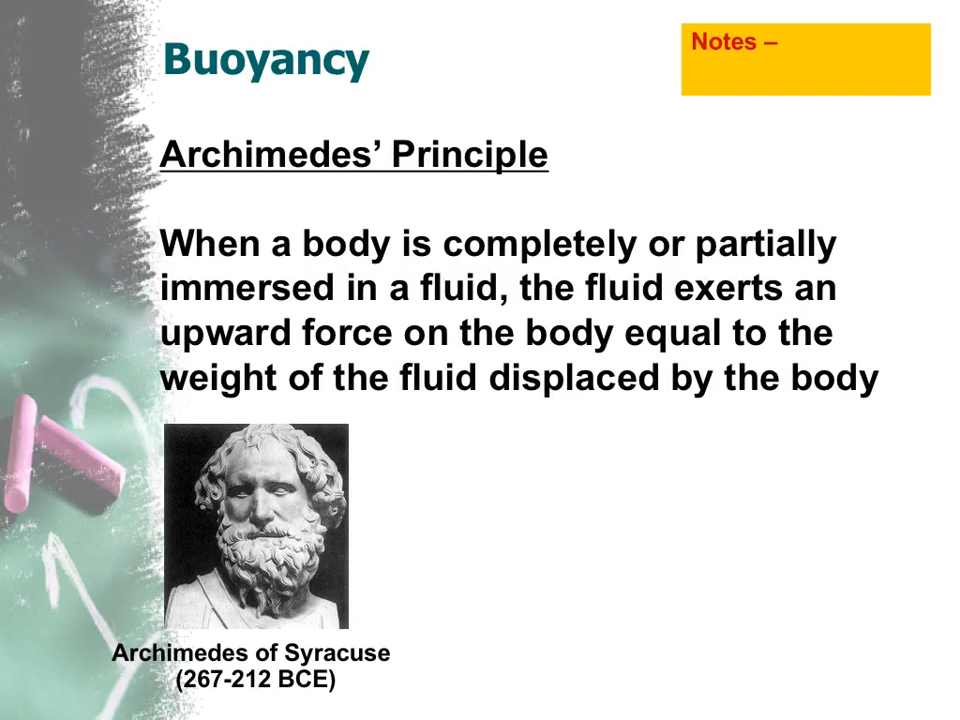 Buoyancy
Notes –
Archimedes’ Principle
When a body is completely or partially
immersed in a fluid, the fluid exerts an
upward force on the body equal to the
weight of the fluid displaced by the body
Archimedes of Syracuse
(267-212 BCE)